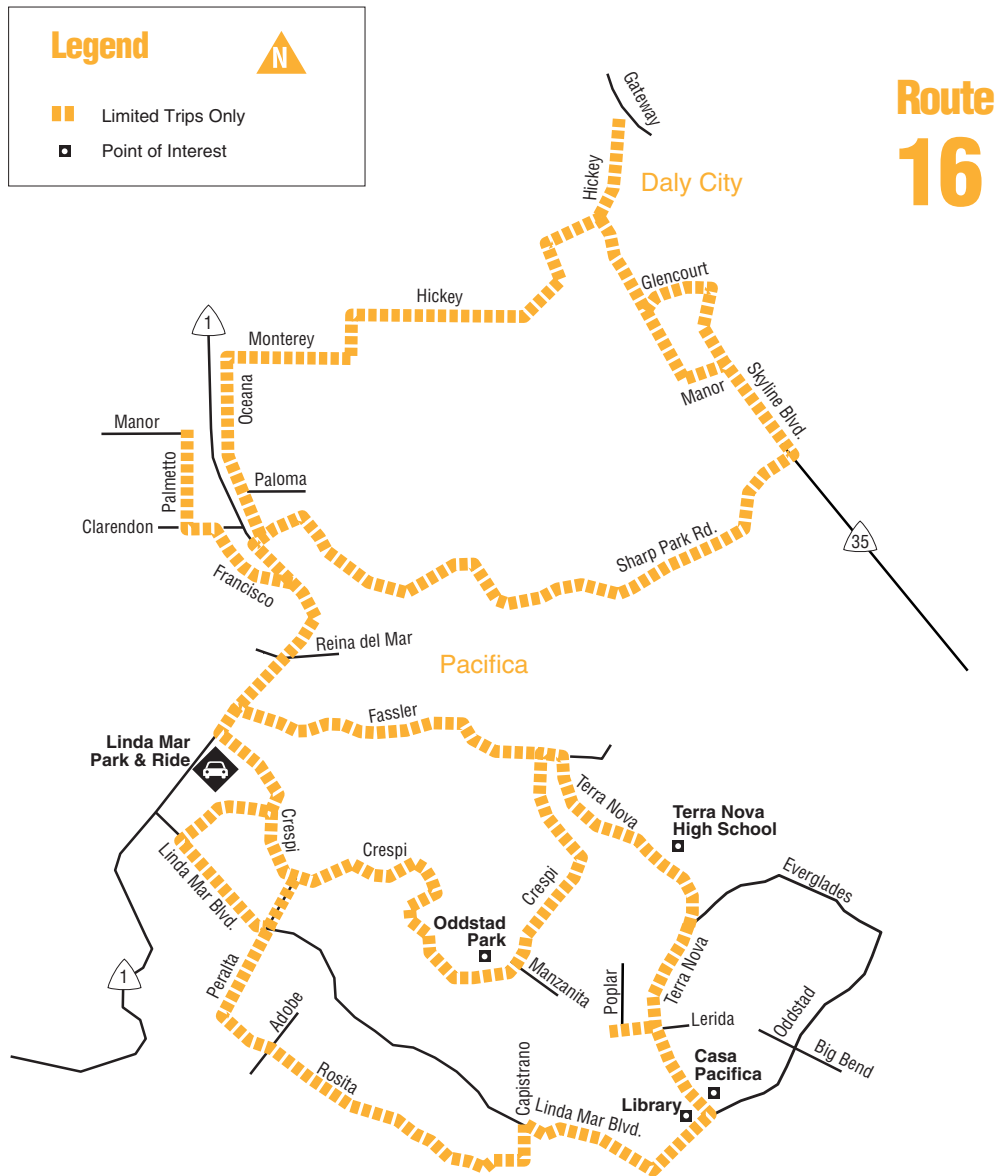 Legend
N
Limited Trips Only
Point of Interest
Route
16
Gateway
Hickey
Daly City
Glencourt
Hickey
1
Monterey
Oceana
Manor
Skyline Blvd.
Manor
Palmetto
Paloma
Clarendon
Sharp Park Rd.
35
Francisco
Reina del Mar
Pacifica
Fassler
Linda Mar
Park & Ride
Terra Nova
Terra Nova
High School
Crespi
Crespi
Linda Mar Blvd.
Crespi
Everglades
Oddstad
Park
Manzanita
Peralta
Terra Nova
Poplar
1
Adobe
Lerida
Oddstad
Big Bend
Casa
Pacifica
Rosita
Capistrano
Linda Mar Blvd.
Library